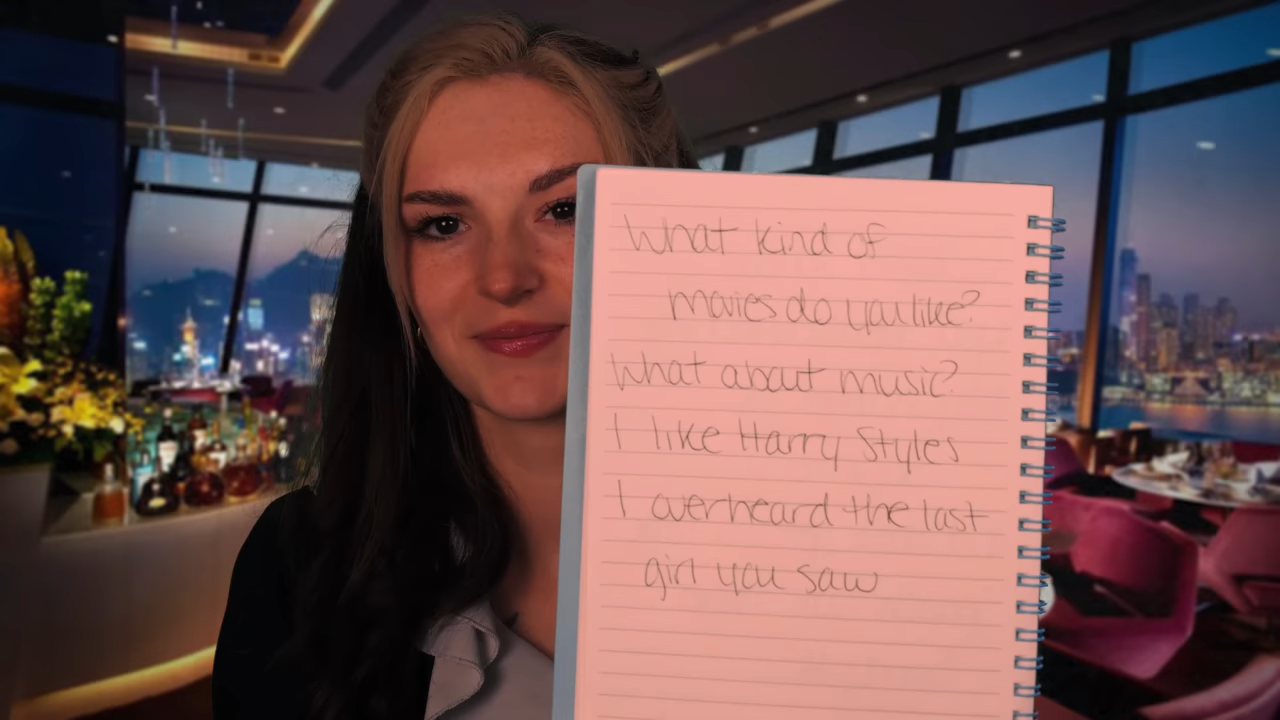 What kind of
movies do you like?
What about music?
I like Harry Styles
I overheard the last
girl you saw